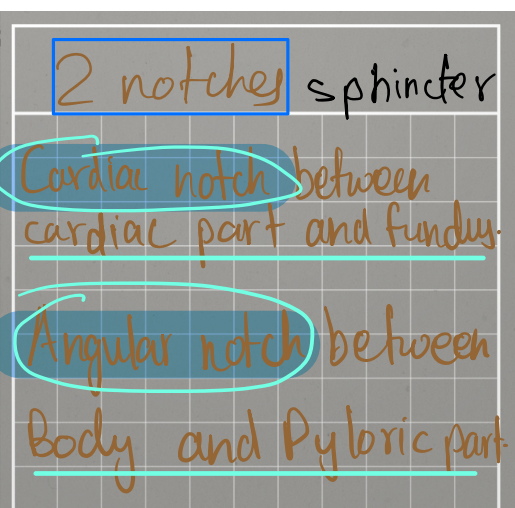 2 notches sphincter
Cardiac notch between
cardiac part and fundus.
Angular notch between
Body and Pyloric part.